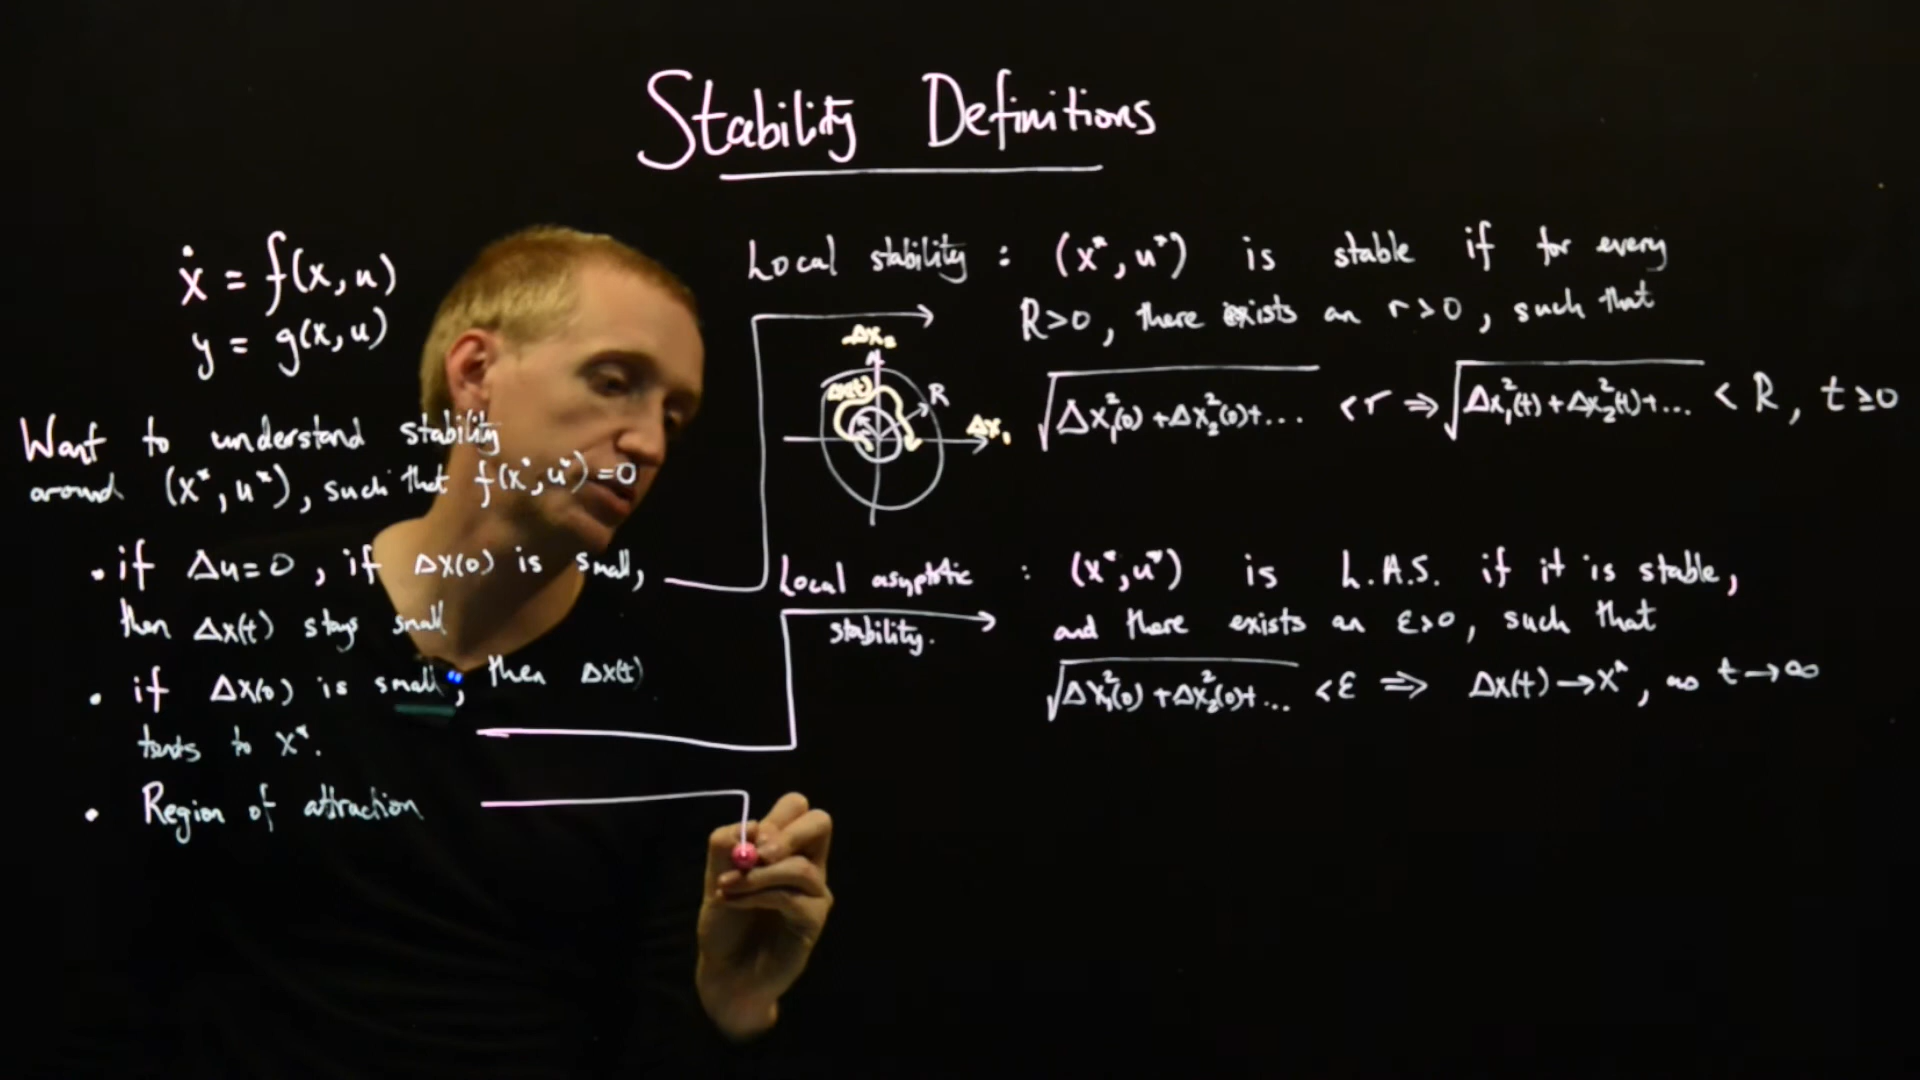 Stability Definitions
ẋ = f(x, u)
y = g(x, u)
Want to understand stability
around (x*, u*), such that f(x*, u*) = 0
• if Δu = 0, if Δx(0) is small,
then Δx(t) stays small
• if Δx(0) is small, then Δx(t)
tends to x*.
• Region of attraction
Local stability : (x*, u*) is stable if for every
R>0, there exists an r>0, such that
√(Δx₁²(0) + Δx₂²(0) + ...) < r ⇒ √(Δx₁²(t) + Δx₂²(t) + ...) < R, t ≥ 0
Δx₂
Δx(t)
R
Δx₁
Local asymptotic : (x*, u*) is L.A.S. if it is stable,
stability. and there exists an ε>0, such that
√(Δx₁²(0) + Δx₂²(0) + ...) < ε ⇒ Δx(t) → x*, as t → ∞